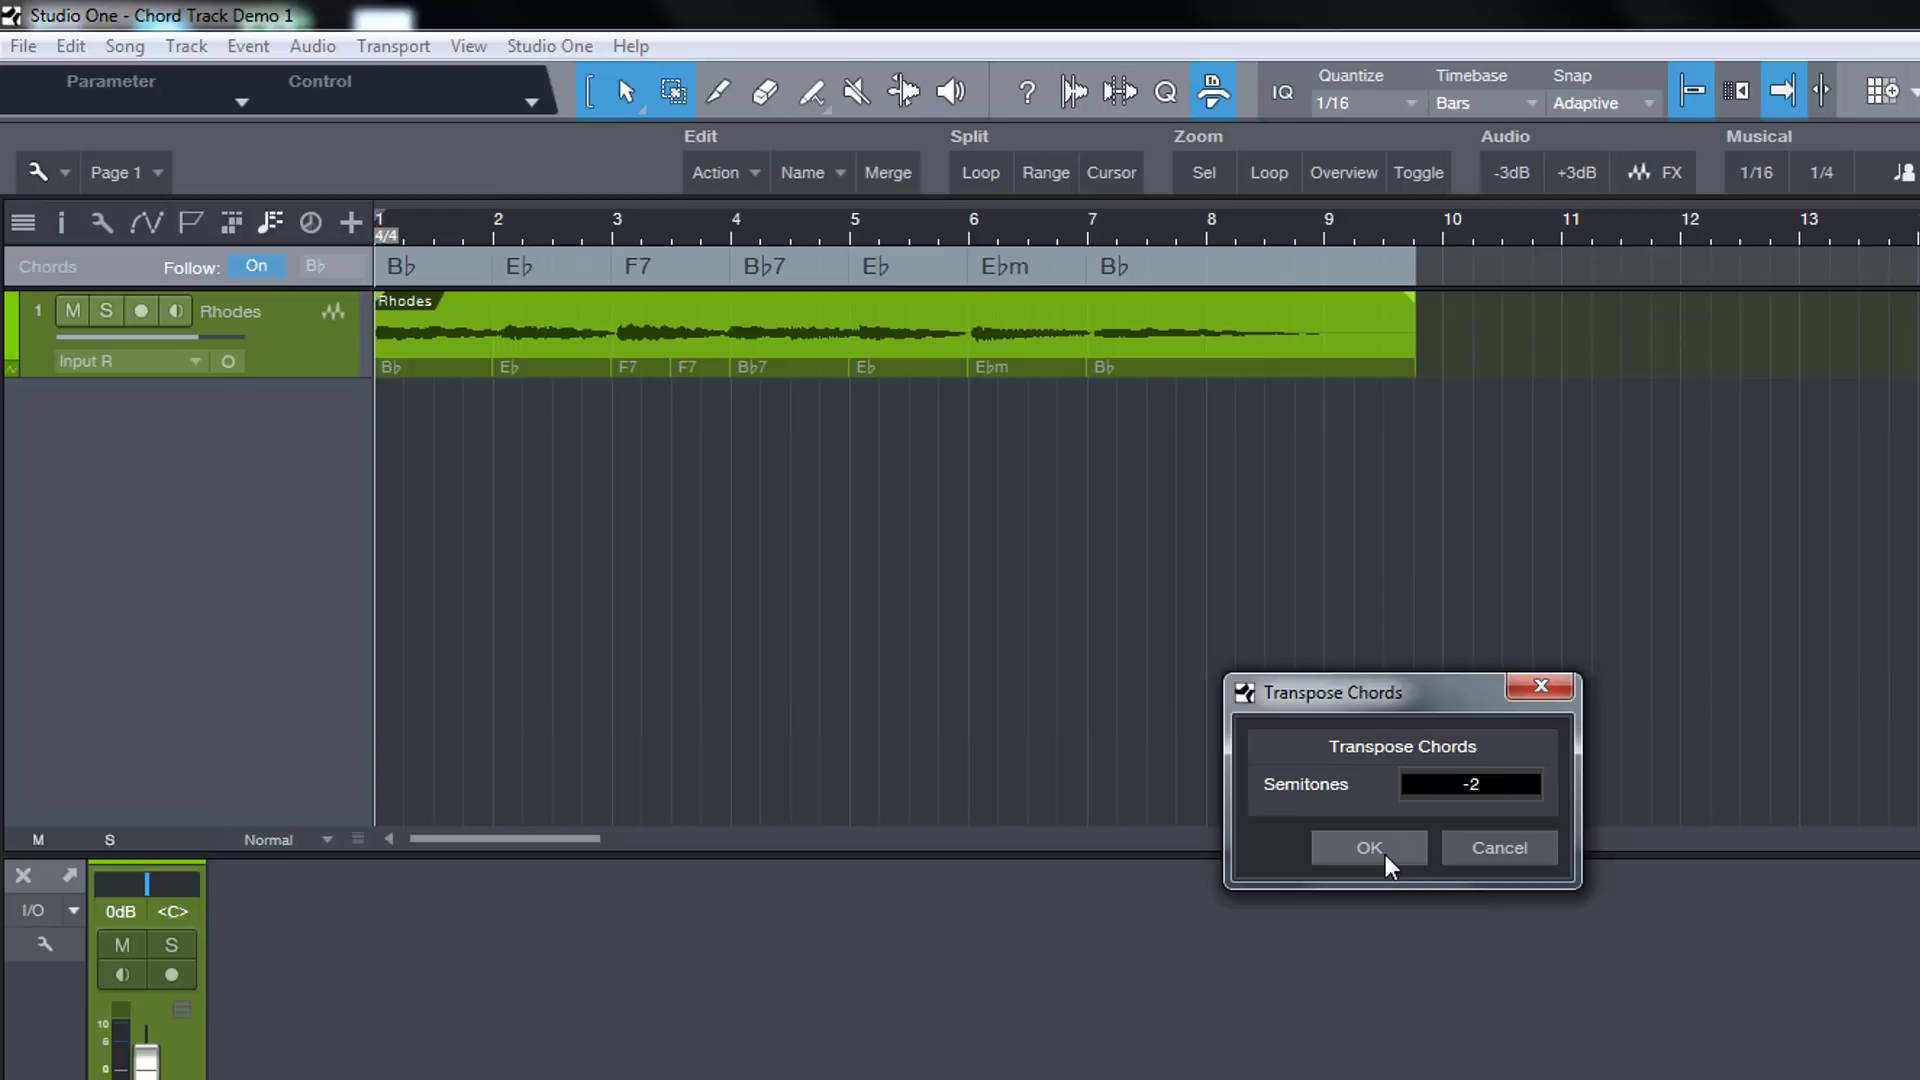 Studio One - Chord Track Demo 1
File Edit Song Track Event Audio Transport View Studio One Help
Parameter Control
? Q IQ Quantize Timebase Snap
1/16 Bars Adaptive
Edit Split Zoom Audio Musical
Page 1 Action Name Merge Loop Range Cursor Sel Loop Overview Toggle -3dB +3dB FX 1/16 1/4
1 2 3 4 5 6 7 8 9 10 11 12 13
4/4
Chords Follow: On B♭ B♭ E♭ F7 B♭7 E♭ E♭m B♭
Rhodes
1 M S Rhodes
Input R
B♭ E♭ F7 F7 B♭7 E♭ E♭m B♭
Transpose Chords
Transpose Chords
Semitones -2
OK Cancel
M S Normal
I/O
0dB <C>
M S
10
6
0